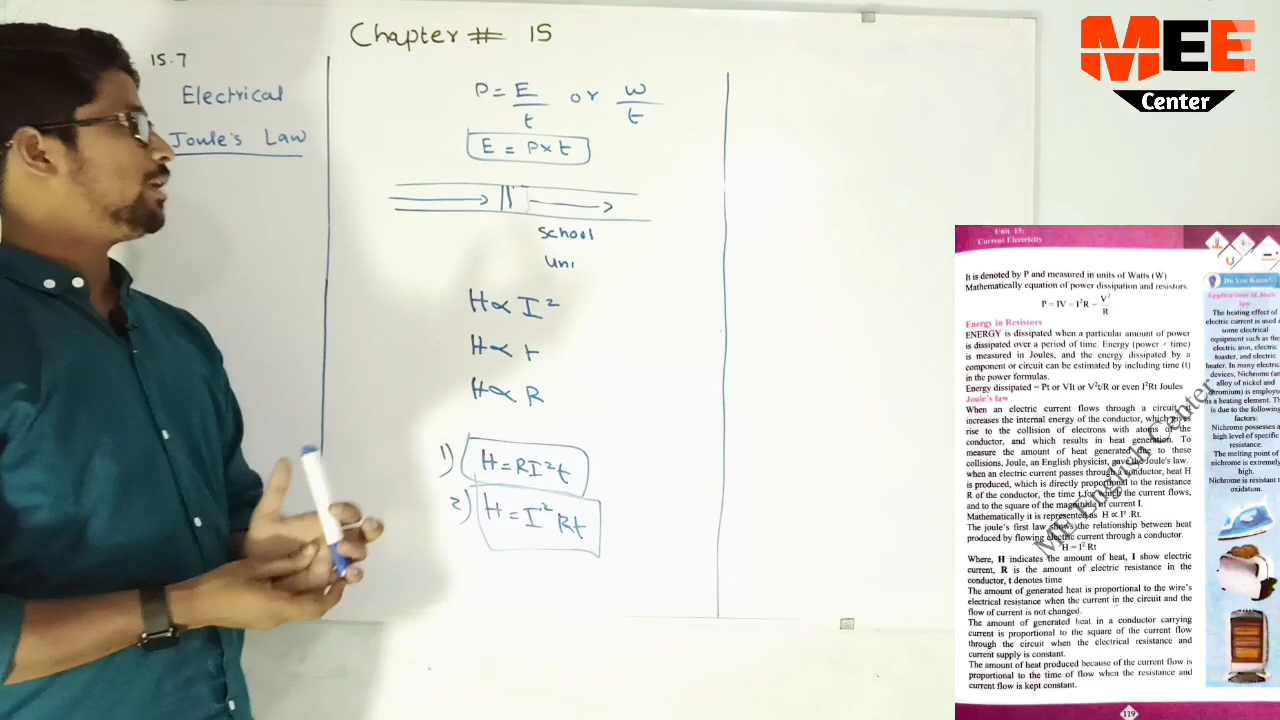 Chapter # 15
15.7
Electrical
Joule's Law
P = E/t or W/t
E = P×t
School
Uni
H∝ I²
H∝ t
H∝ R
1) H = RI²t
2) H = I² Rt
MEE
Center
Unit 15:
Current Electricity
It is denoted by P and measured in units of Watts (W)
Mathematically equation of power dissipation and resistors.
P = IV = I²R = V²/R
Energy in Resistors
ENERGY is dissipated when a particular amount of power
is dissipated over a period of time. Energy (power × time)
is measured in Joules, and the energy dissipated by a
component or circuit can be estimated by including time (t)
in the power formulas.
Energy dissipated = Pt or VIt or V²t/R or even I²Rt Joules
Joule's law
When an electric current flows through a circuit, it
increases the internal energy of the conductor, which gives
rise to the collision of electrons with atoms of the
conductor, and which results in heat generation. To
measure the amount of heat generated due to these
collisions, Joule, an English physicist, gave an Joule's law.
when an electric current passes through a conductor, heat H
is produced, which is directly proportional to the resistance
R of the conductor, the time t for which the current flows,
and to the square of the magnitude of current I.
Mathematically it is represented as H ∝ I² .Rt.
The joule's first law shows the relationship between heat
produced by flowing electric current through a conductor.
H = I² Rt
Where, H indicates the amount of heat, I show electric
current, R is the amount of electric resistance in the
conductor, t denotes time
The amount of generated heat is proportional to the wire's
electrical resistance when the current in the circuit and the
flow of current is not changed.
The amount of generated heat in a conductor carrying
current is proportional to the square of the current flow
through the circuit when the electrical resistance and
current supply is constant.
The amount of heat produced because of the current flow is
proportional to the time of flow when the resistance and
current flow is kept constant.
Do You Know!
Applications of Joule's
law
The heating effect of
electric current is used
some electrical
equipment such as the
electric iron, electric
toaster, and electric
heater. In many electric
devices, Nichrome (an
alloy of nickel and
chromium) is employed
as a heating element. Th
is due to the following
factors:
Nichrome possesses a
high level of specific
resistance.
The melting point of
nichrome is extremely
high.
Nichrome is resistant t
oxidation.
119